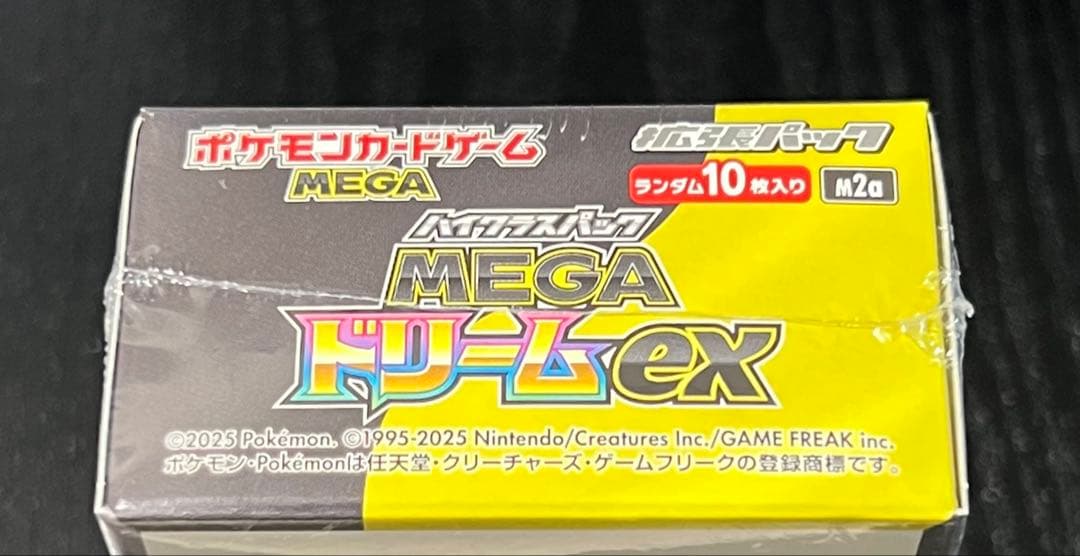 ポケモンカードゲーム
MEGA
拡張パック
ランダム10枚入り M2a
ハイクラスパック
MEGA
ドリームex
©2025 Pokémon. ©1995-2025 Nintendo/Creatures Inc./GAME FREAK inc.
ポケモン・Pokémonは任天堂・クリーチャーズ・ゲームフリークの登録商標です。